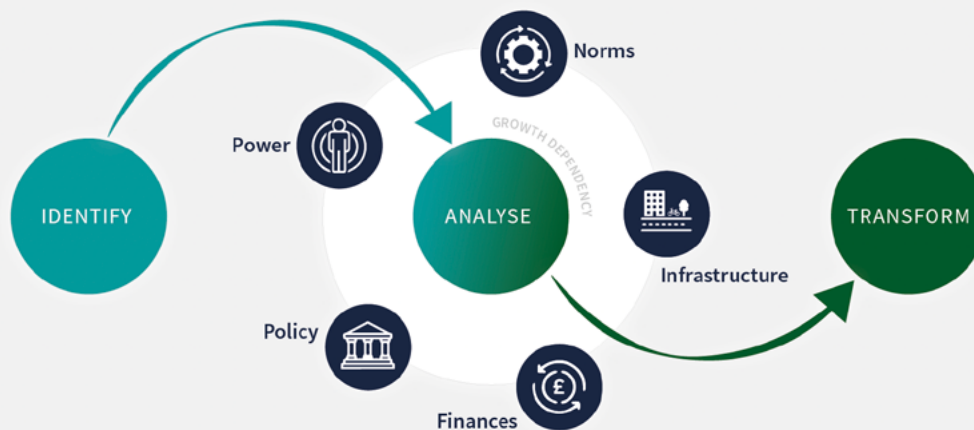 Norms
GROWTH DEPENDENCY
Power
IDENTIFY
ANALYSE
TRANSFORM
Infrastructure
Policy
£
Finances